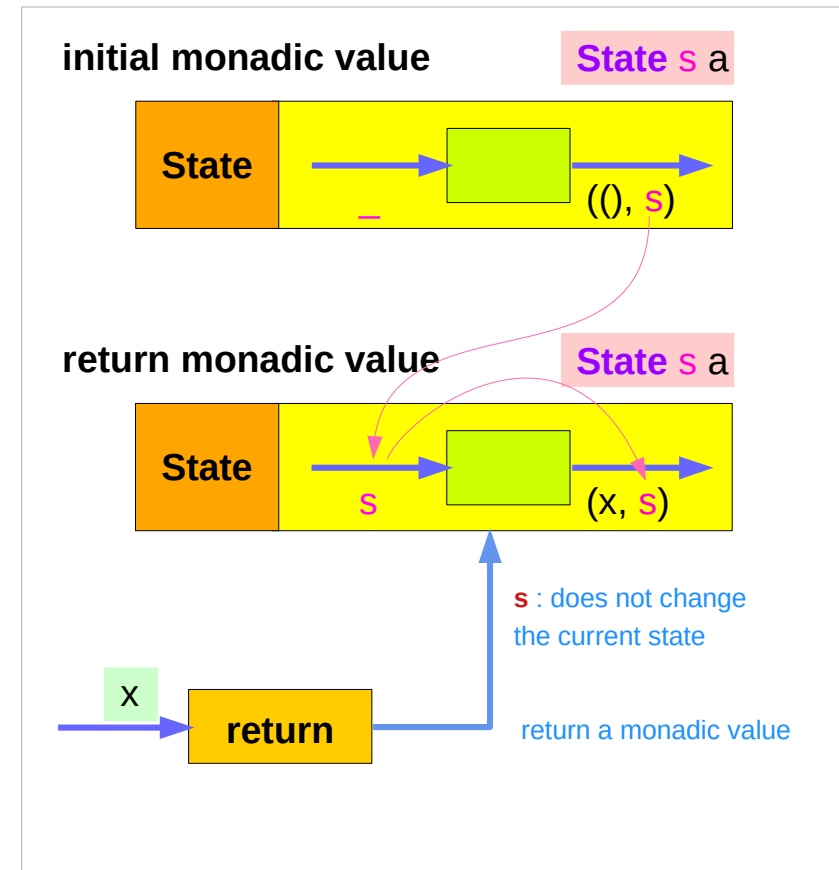 initial monadic value
State s a
State
_
((), s)
return monadic value
State s a
State
s
(x, s)
s : does not change
the current state
x
return
return a monadic value